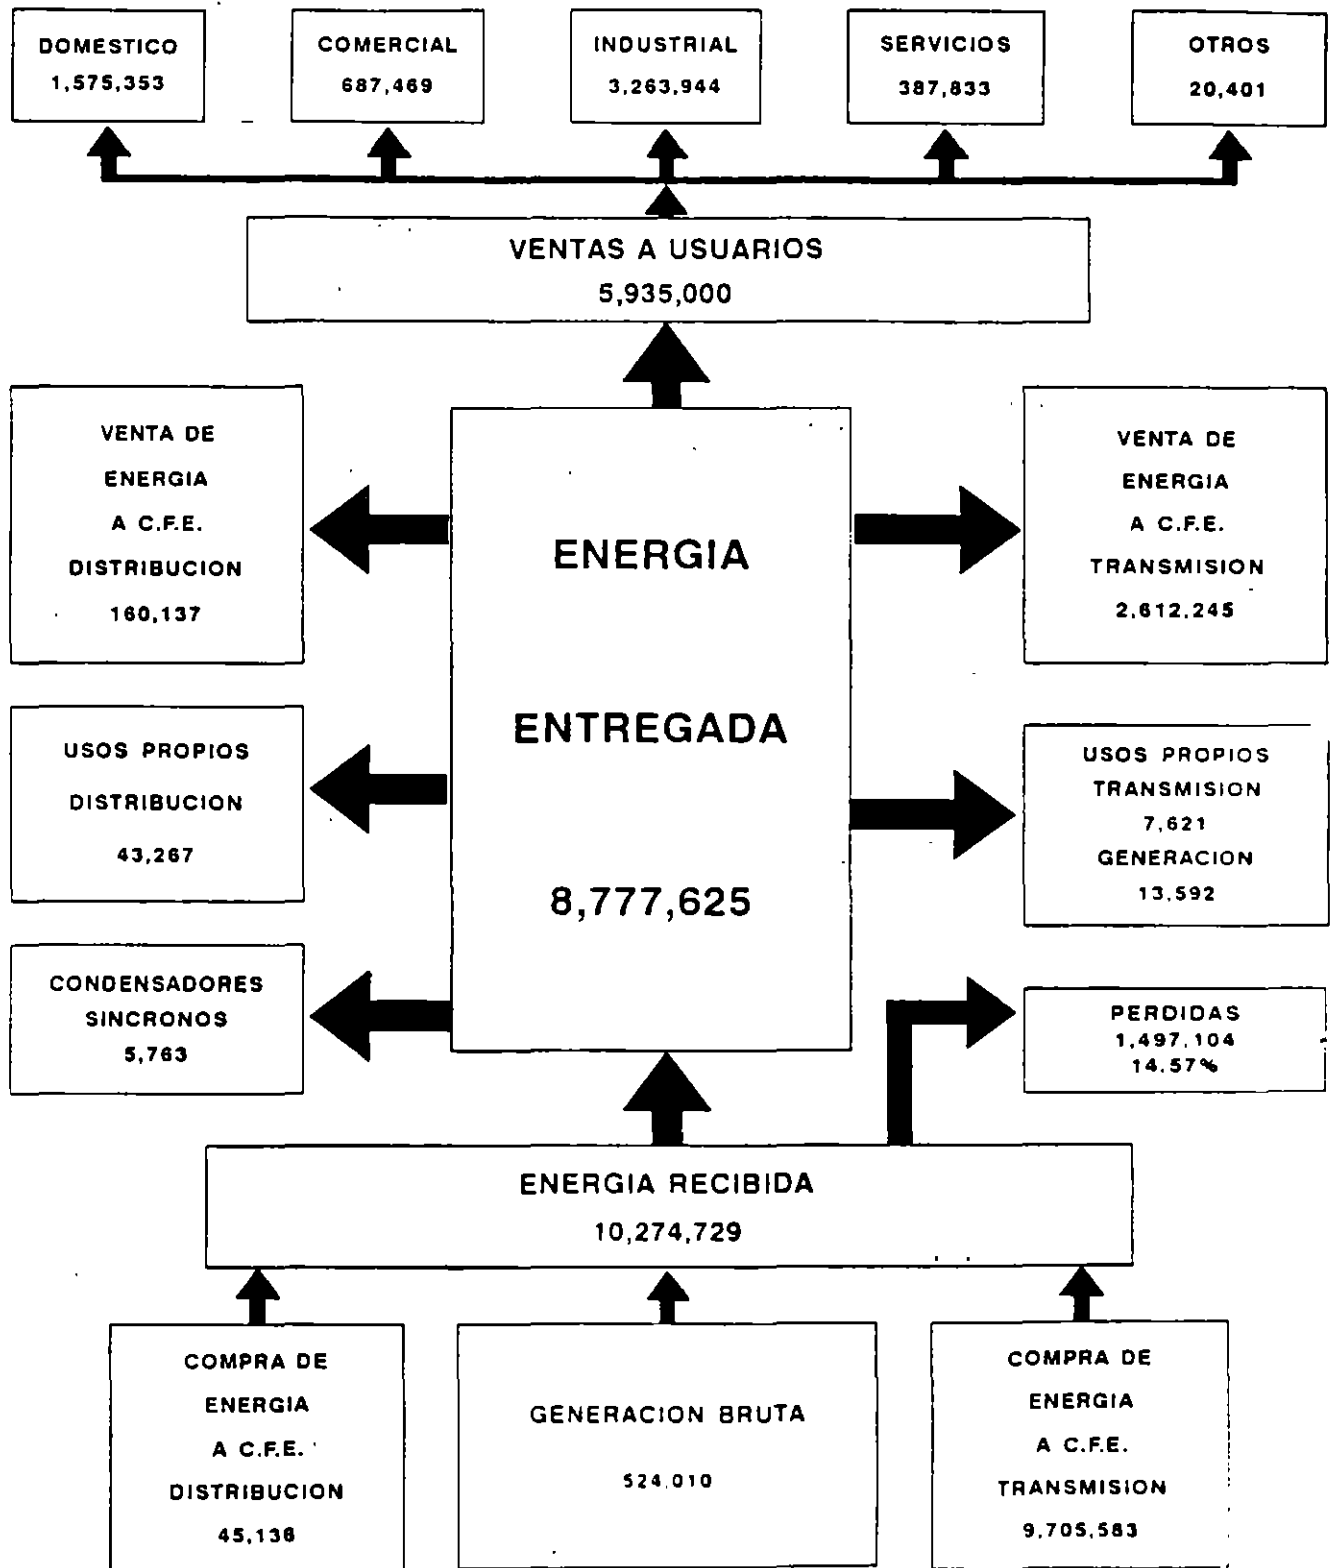 DOMESTICO
1,575,353
COMERCIAL
687,469
INDUSTRIAL
3,263,944
SERVICIOS
387,833
OTROS
20,401
VENTAS A USUARIOS
5,935,000
VENTA DE
ENERGIA
A C.F.E.
DISTRIBUCION
160,137
ENERGIA
ENTREGADA
8,777,625
VENTA DE
ENERGIA
A C.F.E.
TRANSMISION
2,612,245
USOS PROPIOS
DISTRIBUCION
43,267
USOS PROPIOS
TRANSMISION
7,621
GENERACION
13,592
CONDENSADORES
SINCRONOS
5,763
PERDIDAS
1,497,104
14.57%
ENERGIA RECIBIDA
10,274,729
COMPRA DE
ENERGIA
A C.F.E.
DISTRIBUCION
45,136
GENERACION BRUTA
524,010
COMPRA DE
ENERGIA
A C.F.E.
TRANSMISION
9,705,583